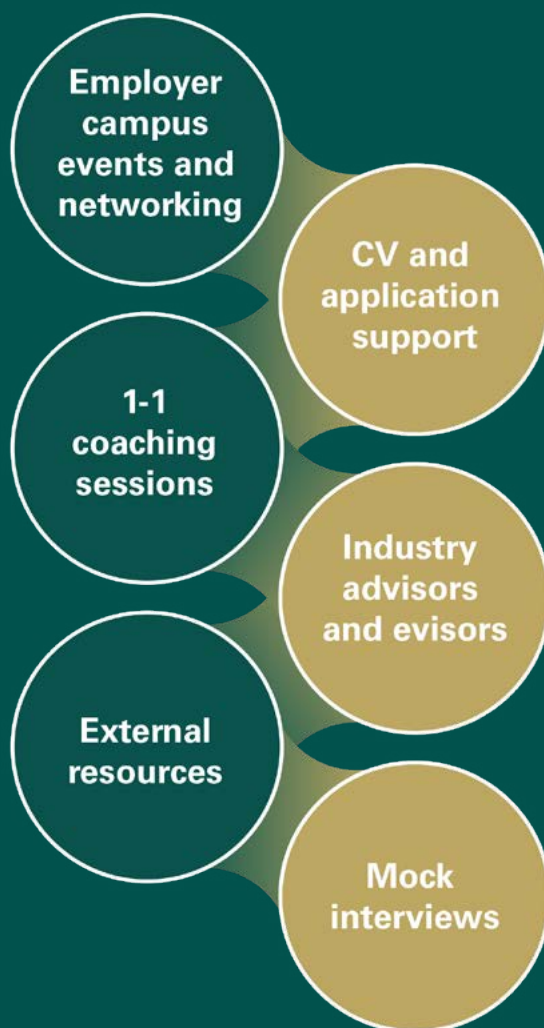 Employer
campus
events and
networking
CV and
application
support
1-1
coaching
sessions
Industry
advisors
and evisors
External
resources
Mock
interviews